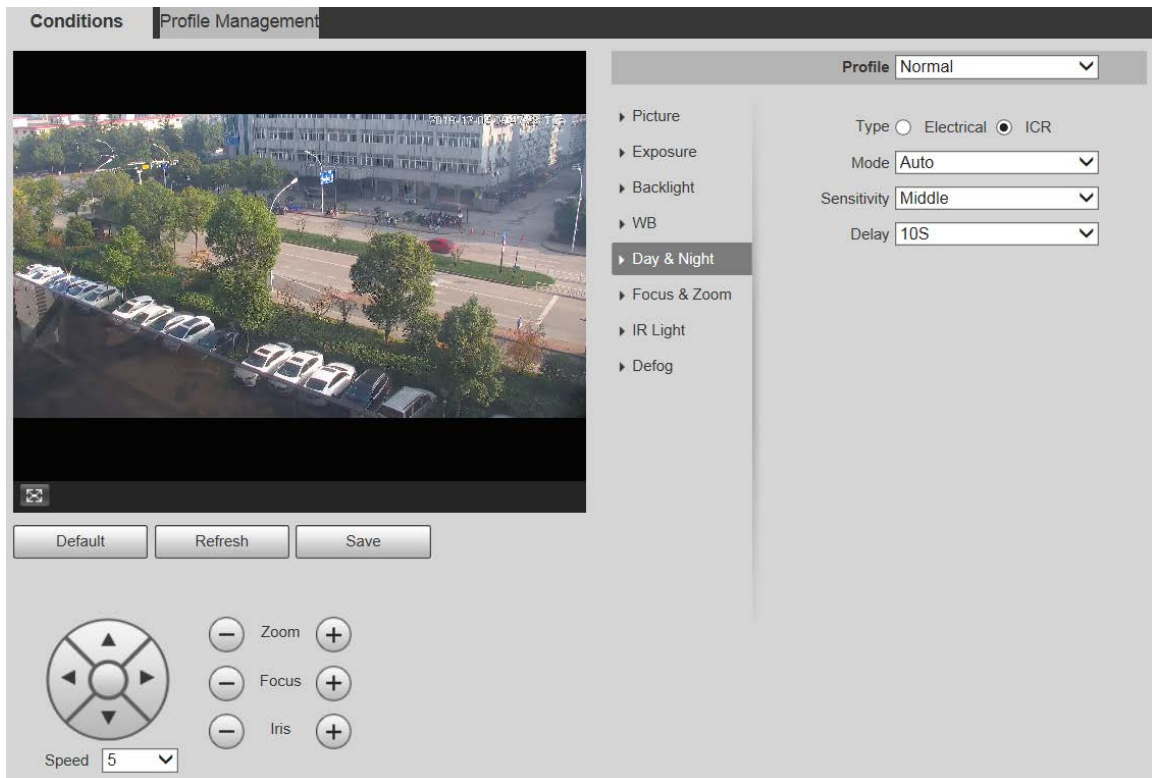 Conditions
Profile Management
Profile Normal
Picture
Exposure
Backlight
WB
Day & Night
Focus & Zoom
IR Light
Defog
Type Electrical ICR
Mode Auto
Sensitivity Middle
Delay 10S
Default
Refresh
Save
Zoom
Focus
Iris
Speed 5